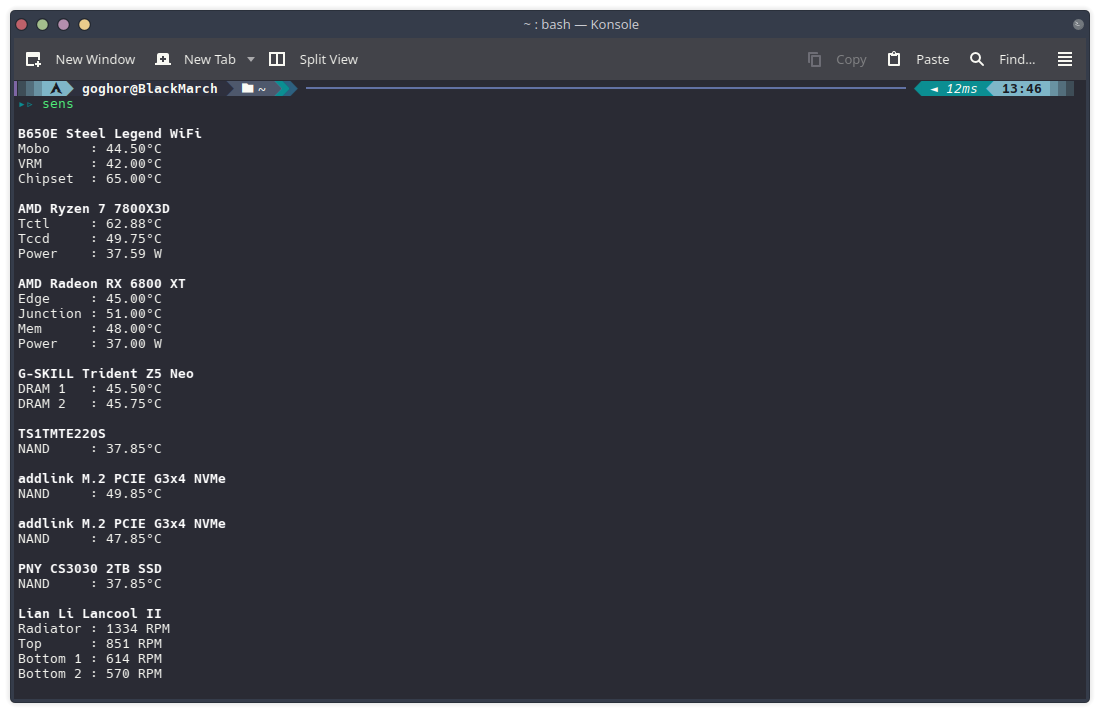 ~ : bash — Konsole
New Window New Tab Split View Copy Paste Find...
goghor@BlackMarch ~ 12ms 13:46
sens
B650E Steel Legend WiFi
Mobo : 44.50°C
VRM : 42.00°C
Chipset : 65.00°C
AMD Ryzen 7 7800X3D
Tctl : 62.88°C
Tccd : 49.75°C
Power : 37.59 W
AMD Radeon RX 6800 XT
Edge : 45.00°C
Junction : 51.00°C
Mem : 48.00°C
Power : 37.00 W
G-SKILL Trident Z5 Neo
DRAM 1 : 45.50°C
DRAM 2 : 45.75°C
TS1TMTE220S
NAND : 37.85°C
addlink M.2 PCIE G3x4 NVMe
NAND : 49.85°C
addlink M.2 PCIE G3x4 NVMe
NAND : 47.85°C
PNY CS3030 2TB SSD
NAND : 37.85°C
Lian Li Lancool II
Radiator : 1334 RPM
Top : 851 RPM
Bottom 1 : 614 RPM
Bottom 2 : 570 RPM